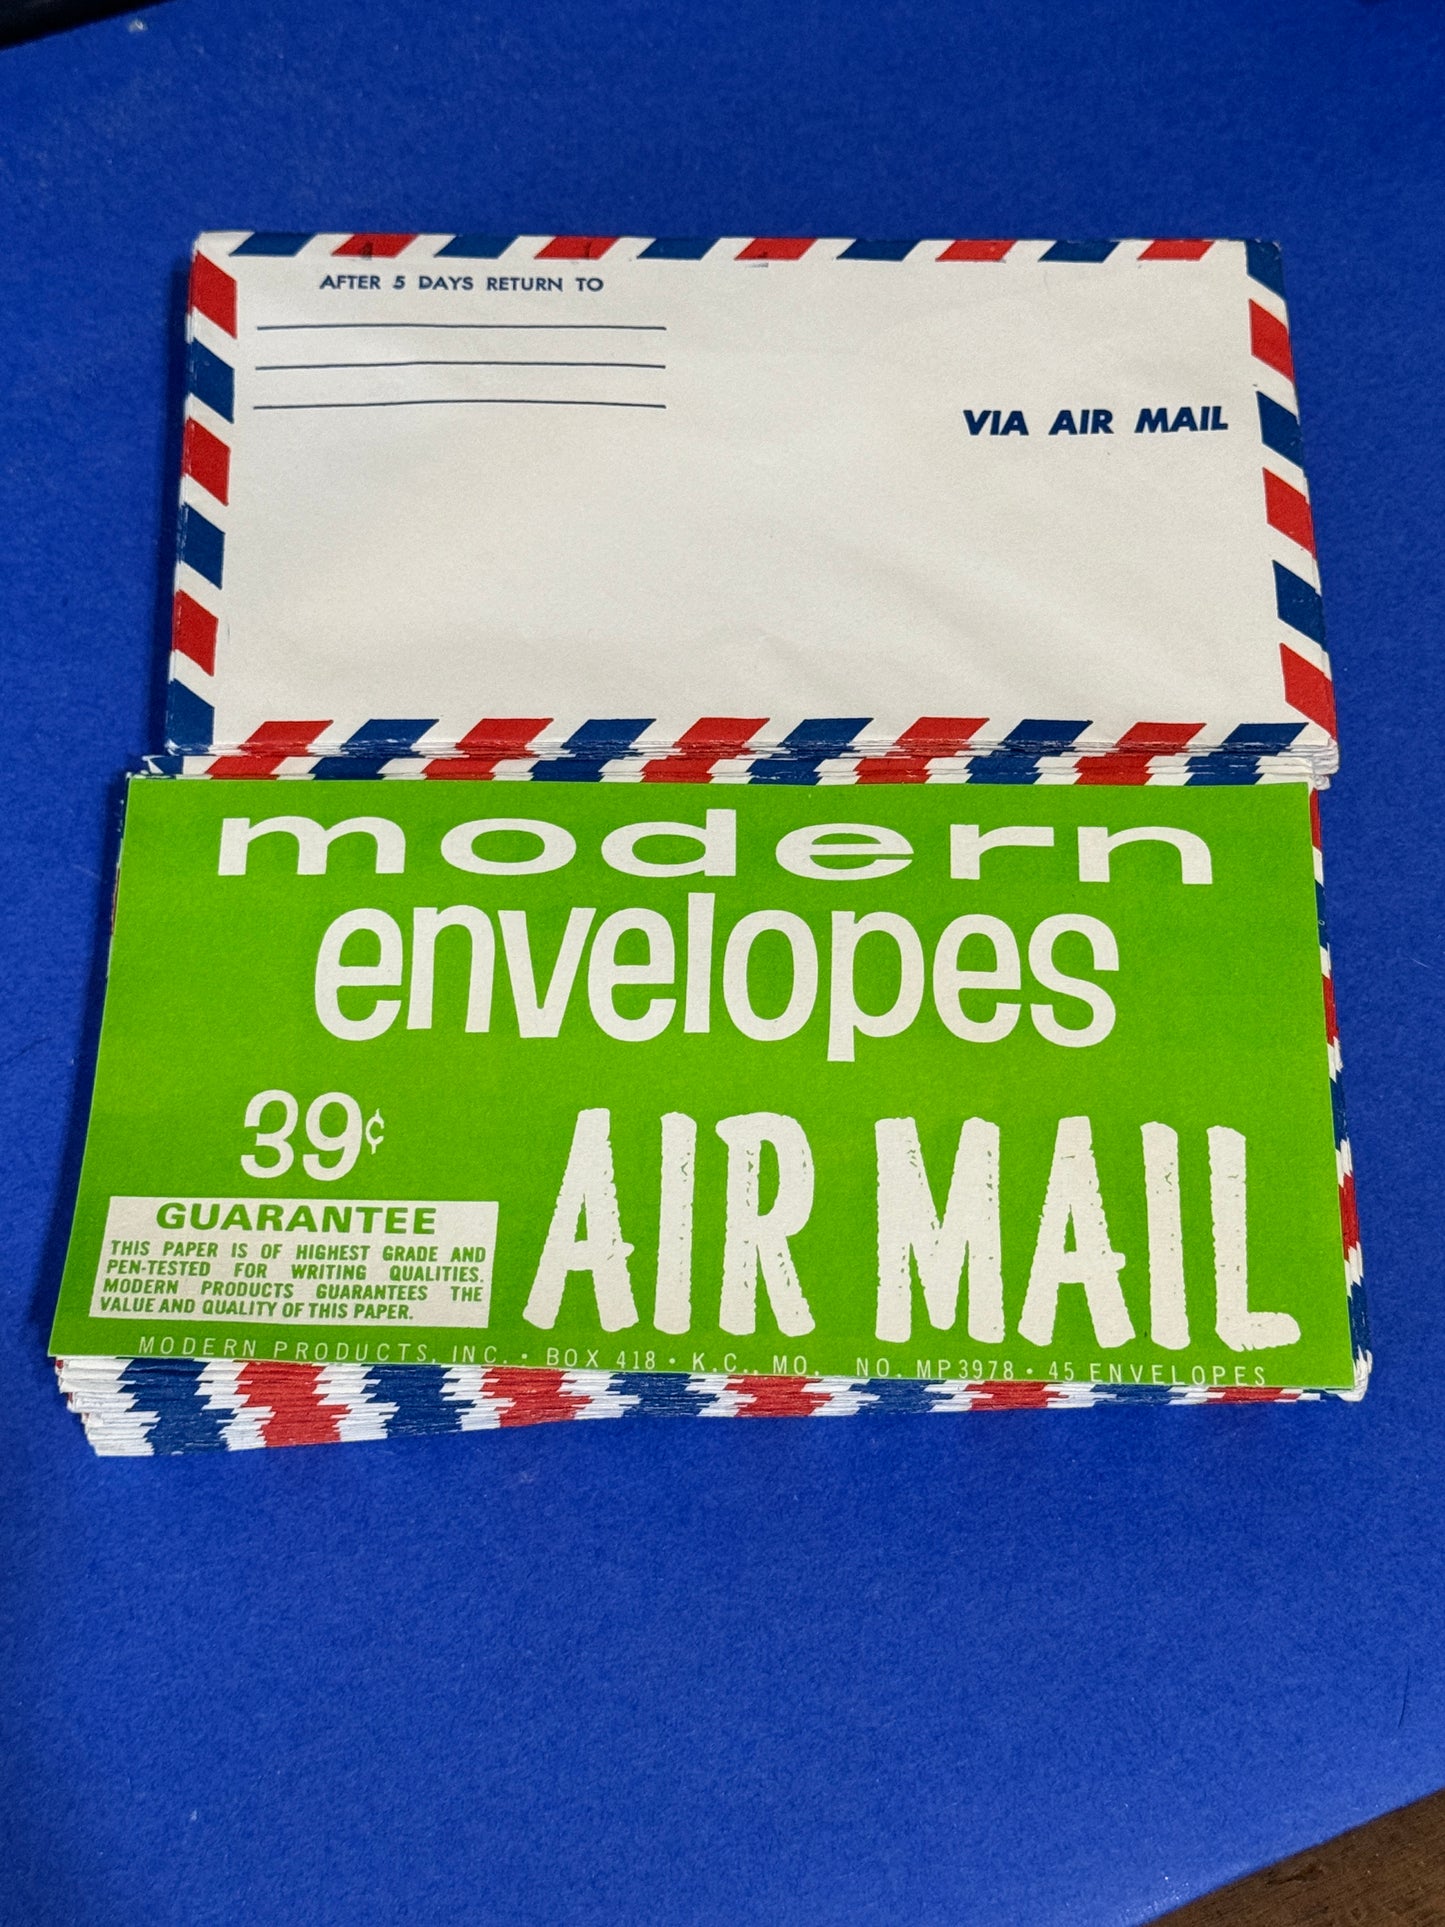 AFTER 5 DAYS RETURN TO
VIA AIR MAIL
modern
envelopes
39¢
AIR MAIL
GUARANTEE
THIS PAPER IS OF HIGHEST GRADE AND
PEN-TESTED FOR WRITING QUALITIES.
MODERN PRODUCTS GUARANTEES THE
VALUE AND QUALITY OF THIS PAPER.
MODERN PRODUCTS, INC. • BOX 418 • K.C., MO. NO. MP3978 • 45 ENVELOPES